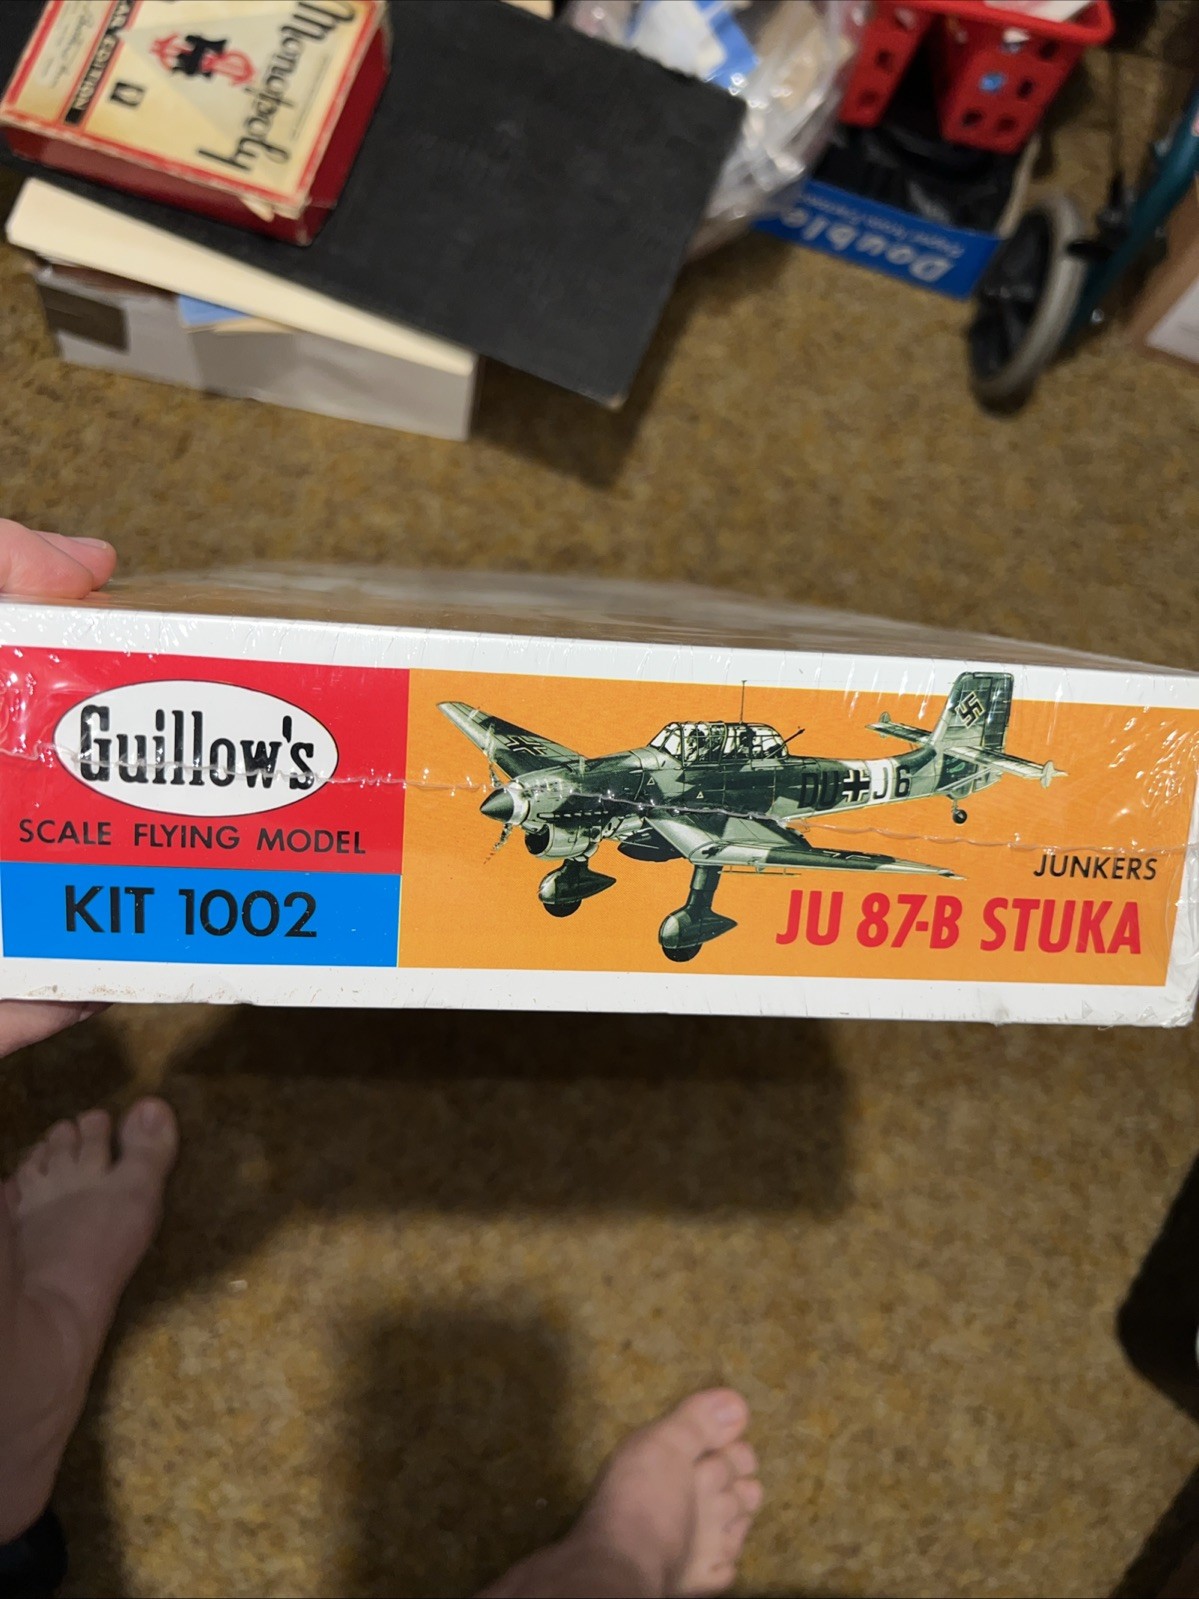 Monopoly
Double
Guillow's
SCALE FLYING MODEL
KIT 1002
DU J6
JUNKERS
JU 87-B STUKA